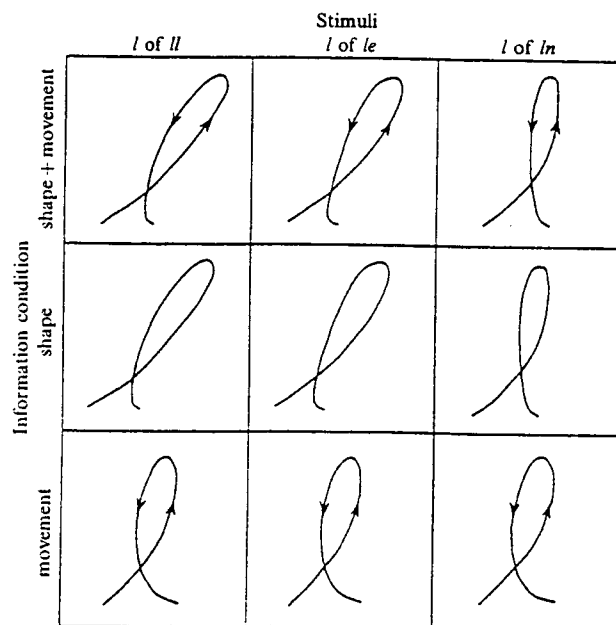 Stimuli
l of ll
l of le
l of ln
Information condition
shape + movement
shape
movement